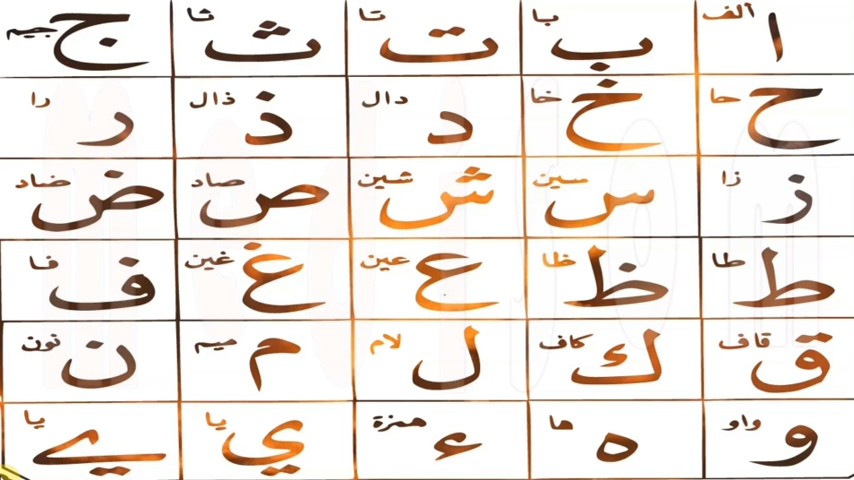 ا ألف ب با ت تا ث ثا ج جيم
ح حا خ خا د دال ذ ذال ر را
ز زا س سين ش شين ص صاد ض ضاد
ط طا ظ ظا ع عين غ غين ف فا
ق قاف ك كاف ل لام م ميم ن نون
و واو ه ها ء همزة ي يا ے يا